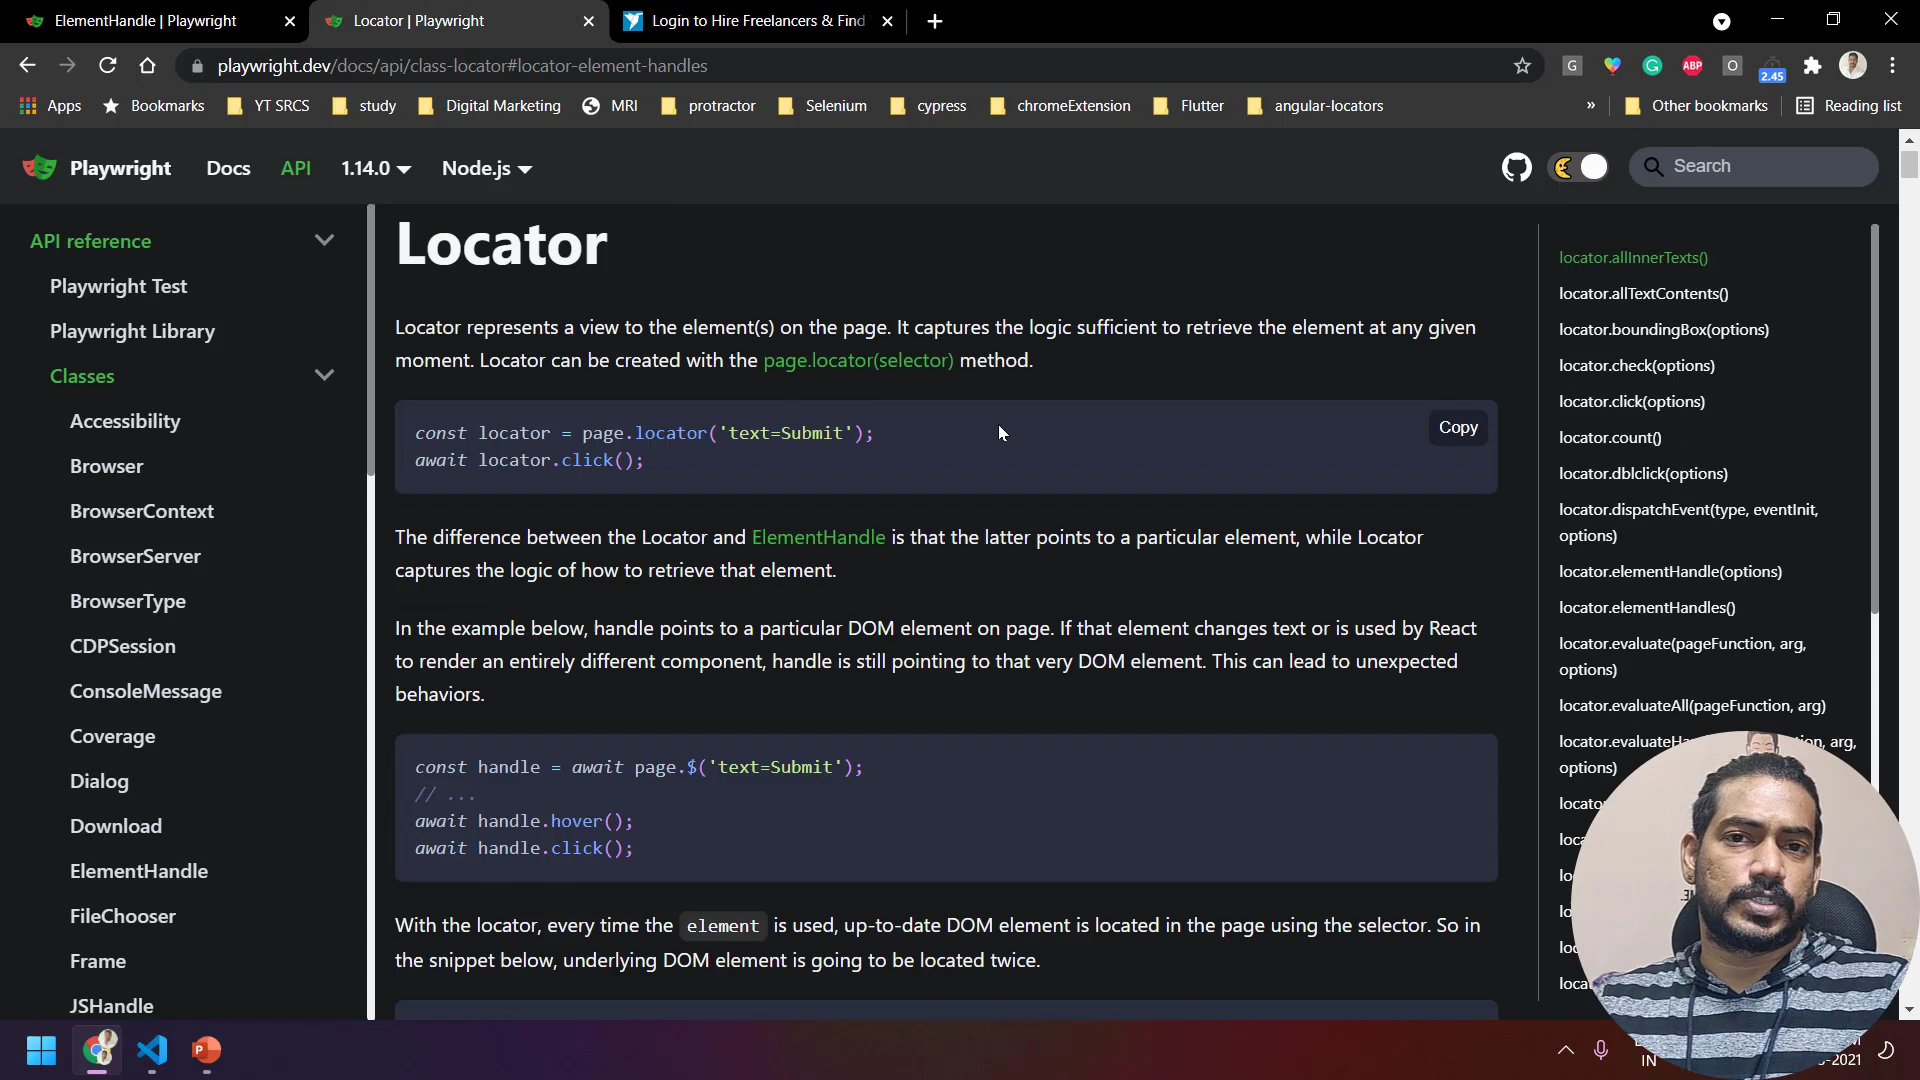 ElementHandle | Playwright
Locator | Playwright
Login to Hire Freelancers & Find
playwright.dev/docs/api/class-locator#locator-element-handles
ABP
2.45
Apps
Bookmarks
YT SRCS
study
Digital Marketing
MRI
protractor
Selenium
cypress
chromeExtension
Flutter
angular-locators
»
Other bookmarks
Reading list
Playwright
Docs
API
1.14.0
Node.js
Search
API reference
Playwright Test
Playwright Library
Classes
Accessibility
Browser
BrowserContext
BrowserServer
BrowserType
CDPSession
ConsoleMessage
Coverage
Dialog
Download
ElementHandle
FileChooser
Frame
JSHandle
Locator
Locator represents a view to the element(s) on the page. It captures the logic sufficient to retrieve the element at any given
moment. Locator can be created with the page.locator(selector) method.
const locator = page.locator('text=Submit');
await locator.click();
Copy
The difference between the Locator and ElementHandle is that the latter points to a particular element, while Locator
captures the logic of how to retrieve that element.
In the example below, handle points to a particular DOM element on page. If that element changes text or is used by React
to render an entirely different component, handle is still pointing to that very DOM element. This can lead to unexpected
behaviors.
const handle = await page.$('text=Submit');
// ...
await handle.hover();
await handle.click();
With the locator, every time the element is used, up-to-date DOM element is located in the page using the selector. So in
the snippet below, underlying DOM element is going to be located twice.
locator.allInnerTexts()
locator.allTextContents()
locator.boundingBox(options)
locator.check(options)
locator.click(options)
locator.count()
locator.dblclick(options)
locator.dispatchEvent(type, eventInit,
options)
locator.elementHandle(options)
locator.elementHandles()
locator.evaluate(pageFunction, arg,
options)
locator.evaluateAll(pageFunction, arg)
arg,
options)
IN
-2021